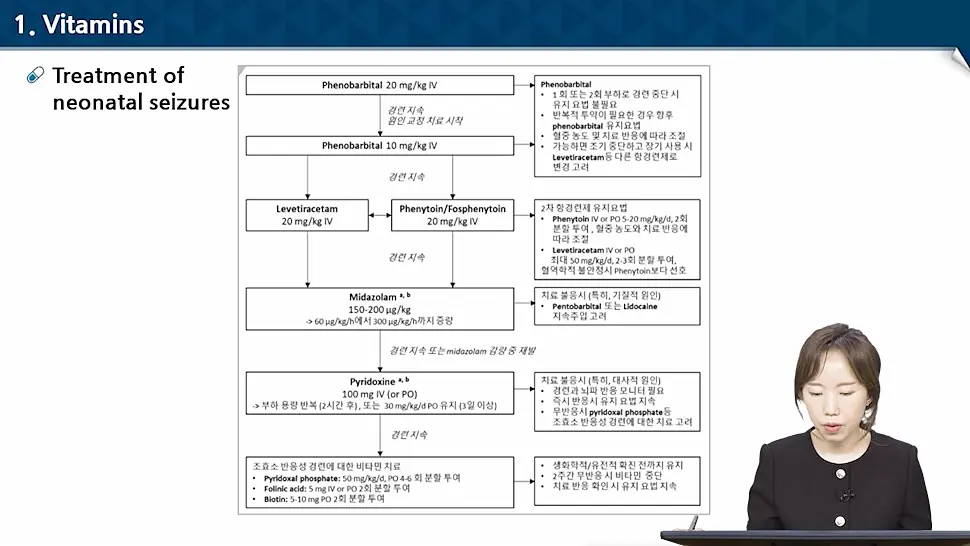 1. Vitamins
Treatment of
neonatal seizures
Phenobarbital 20 mg/kg IV
경련 지속
원인 교정 치료 시작
Phenobarbital 10 mg/kg IV
Phenobarbital
• 1 회 또는 2회 부하로 경련 중단 시
유지 요법 불필요
• 반복적 투약이 필요한 경우 향후
phenobarbital 유지요법
• 혈중 농도 및 치료 반응에 따라 조절
• 가능하면 조기 중단하고 장기 사용 시
Levetiracetam등 다른 항경련제로
변경 고려
경련 지속
Levetiracetam
20 mg/kg IV
Phenytoin/Fosphenytoin
20 mg/kg IV
2차 항경련제 유지요법
• Phenytoin IV or PO 5-20 mg/kg/d, 2회
분할 투여 , 혈중 농도와 치료 반응에
따라 조절
• Levetiracetam IV or PO
최대 50 mg/kg/d, 2-3회 분할 투여,
혈역학적 불안정시 Phenytoin보다 선호
경련 지속
Midazolam a, b
150-200 µg/kg
-> 60 µg/kg/h에서 300 µg/kg/h까지 증량
치료 불응시 (특히, 기질적 원인)
• Pentobarbital 또는 Lidocaine
지속주입 고려
경련 지속 또는 midazolam 감량 중 재발
Pyridoxine a, b
100 mg IV (or PO)
-> 부하 용량 반복 (2시간 후) , 또는 30 mg/kg/d PO 유지 (3일 이상)
치료 불응시 (특히, 대사적 원인)
• 경련과 뇌파 반응 모니터 필요
• 즉시 반응시 유지 요법 지속
• 무반응시 pyridoxal phosphate 등
조효소 반응성 경련에 대한 치료 고려
경련 지속
조효소 반응성 경련에 대한 비타민 치료
• Pyridoxal phosphate: 50 mg/kg/d, PO 4-6 회 분할 투여
• Folinic acid: 5 mg IV or PO 2회 분할 투여
• Biotin: 5-10 mg PO 2회 분할 투여
• 생화학적/유전적 확진 전까지 유지
• 2주간 무반응시 비타민 중단
• 치료 반응 확인 시 유지 요법 지속